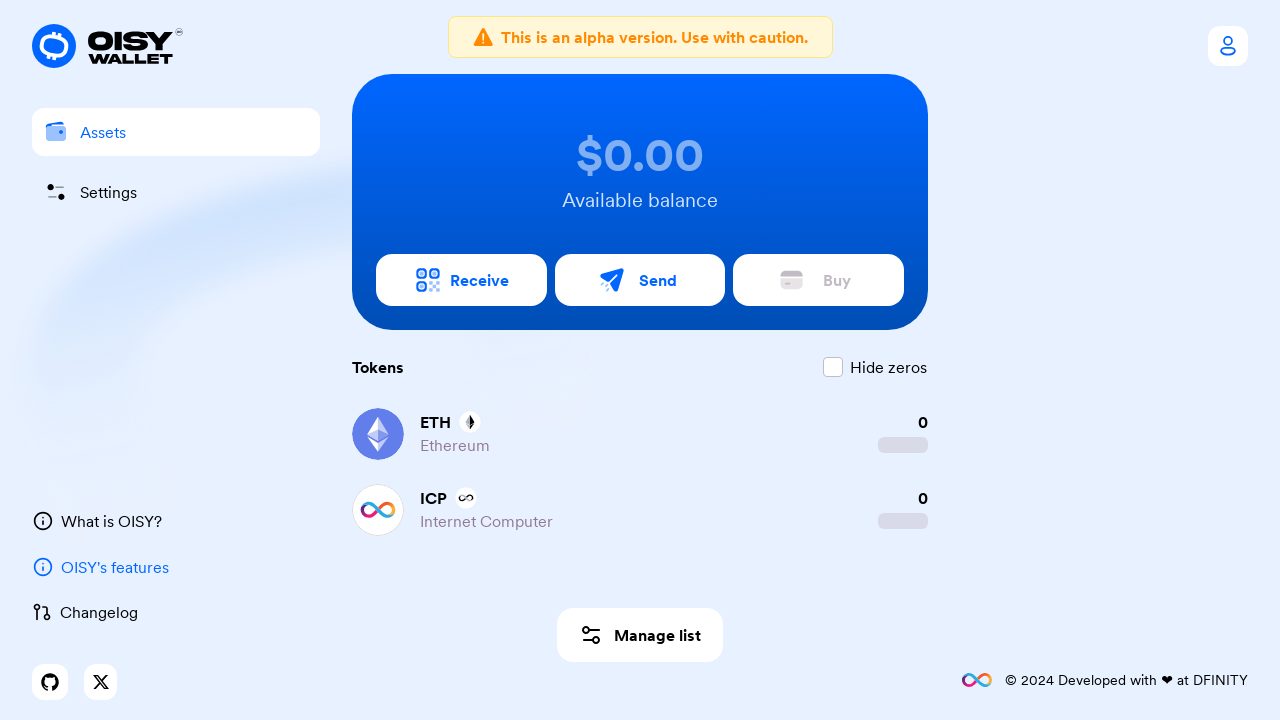 OISY
WALLET
This is an alpha version. Use with caution.
Assets
Settings
$0.00
Available balance
Receive
Send
Buy
Tokens
Hide zeros
ETH
0
Ethereum
ICP
0
Internet Computer
What is OISY?
OISY's features
Changelog
Manage list
© 2024 Developed with ❤ at DFINITY